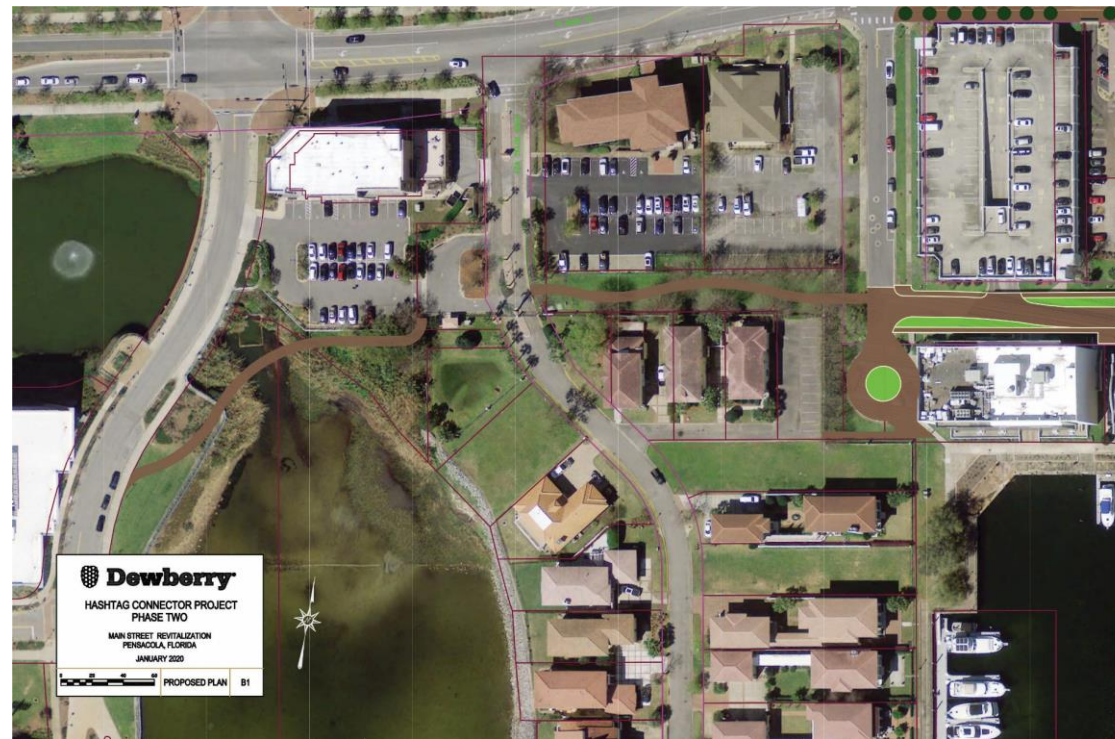 Dewberry
HASHTAG CONNECTOR PROJECT
PHASE TWO
MAIN STREET REVITALIZATION
PENSACOLA, FLORIDA
JANUARY 2020
PROPOSED PLAN B1